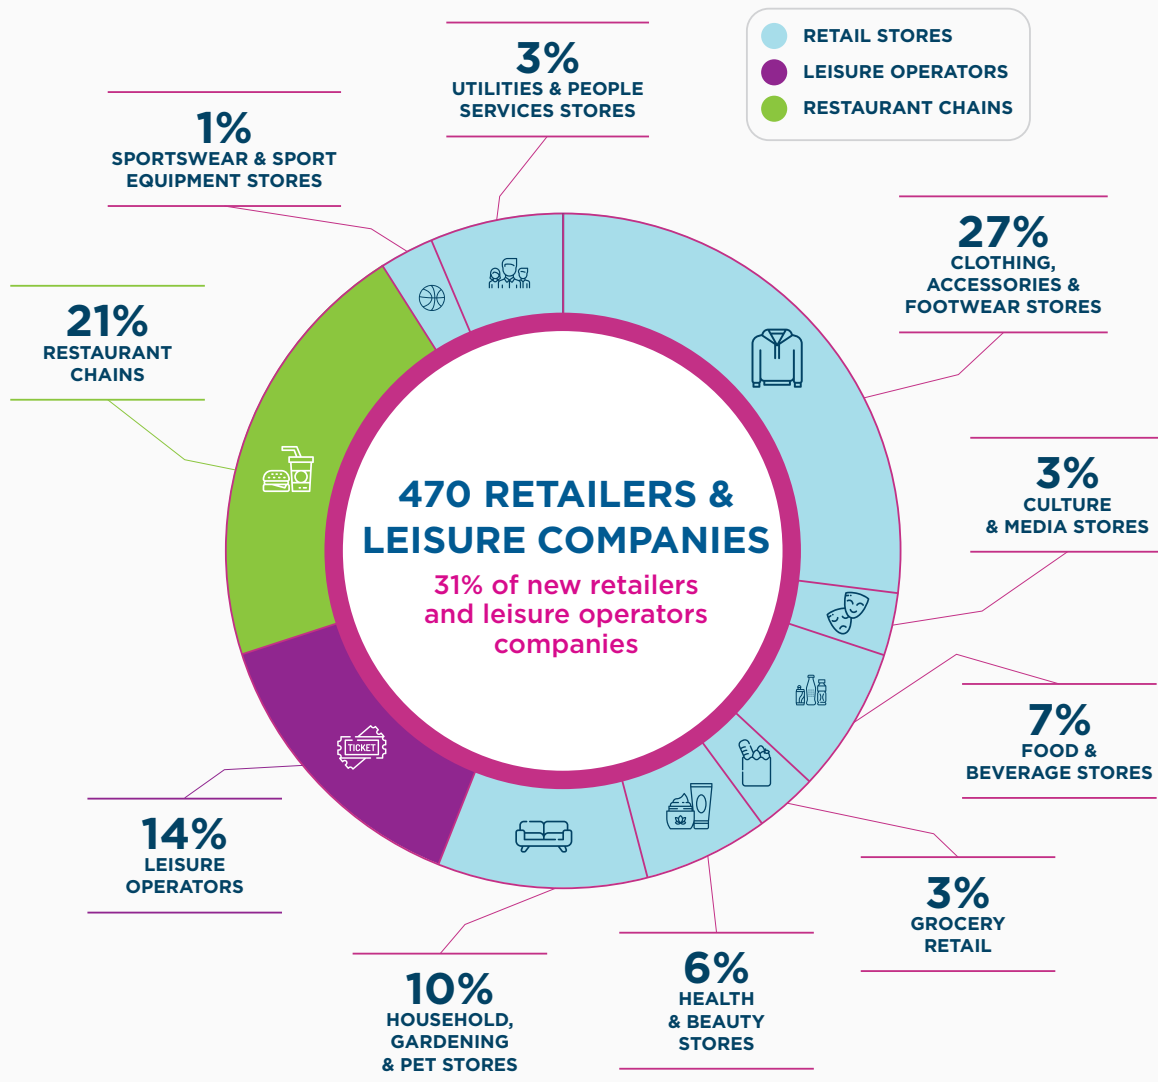 RETAIL STORES
LEISURE OPERATORS
RESTAURANT CHAINS
3%
UTILITIES & PEOPLE
SERVICES STORES
1%
SPORTSWEAR & SPORT
EQUIPMENT STORES
27%
CLOTHING,
ACCESSORIES &
FOOTWEAR STORES
21%
RESTAURANT
CHAINS
470 RETAILERS &
LEISURE COMPANIES
31% of new retailers
and leisure operators
companies
3%
CULTURE
& MEDIA STORES
7%
FOOD &
BEVERAGE STORES
TICKET
14%
LEISURE
OPERATORS
3%
GROCERY
RETAIL
6%
HEALTH
& BEAUTY
STORES
10%
HOUSEHOLD,
GARDENING
& PET STORES